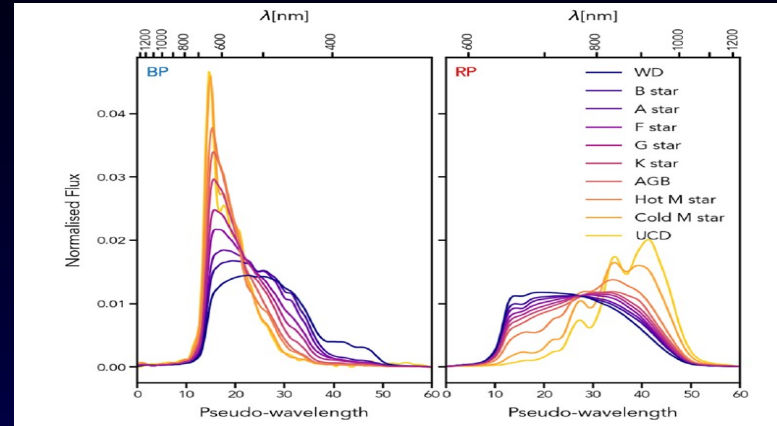 λ[nm] λ[nm]
1200 1000 800 600 400 600 800 1000 1200
BP RP
WD
B star
A star
F star
G star
K star
AGB
Hot M star
Cold M star
UCD
Normalised Flux
0.04
0.03
0.02
0.01
0.00
0 10 20 30 40 50 60 0 10 20 30 40 50 60
Pseudo-wavelength Pseudo-wavelength